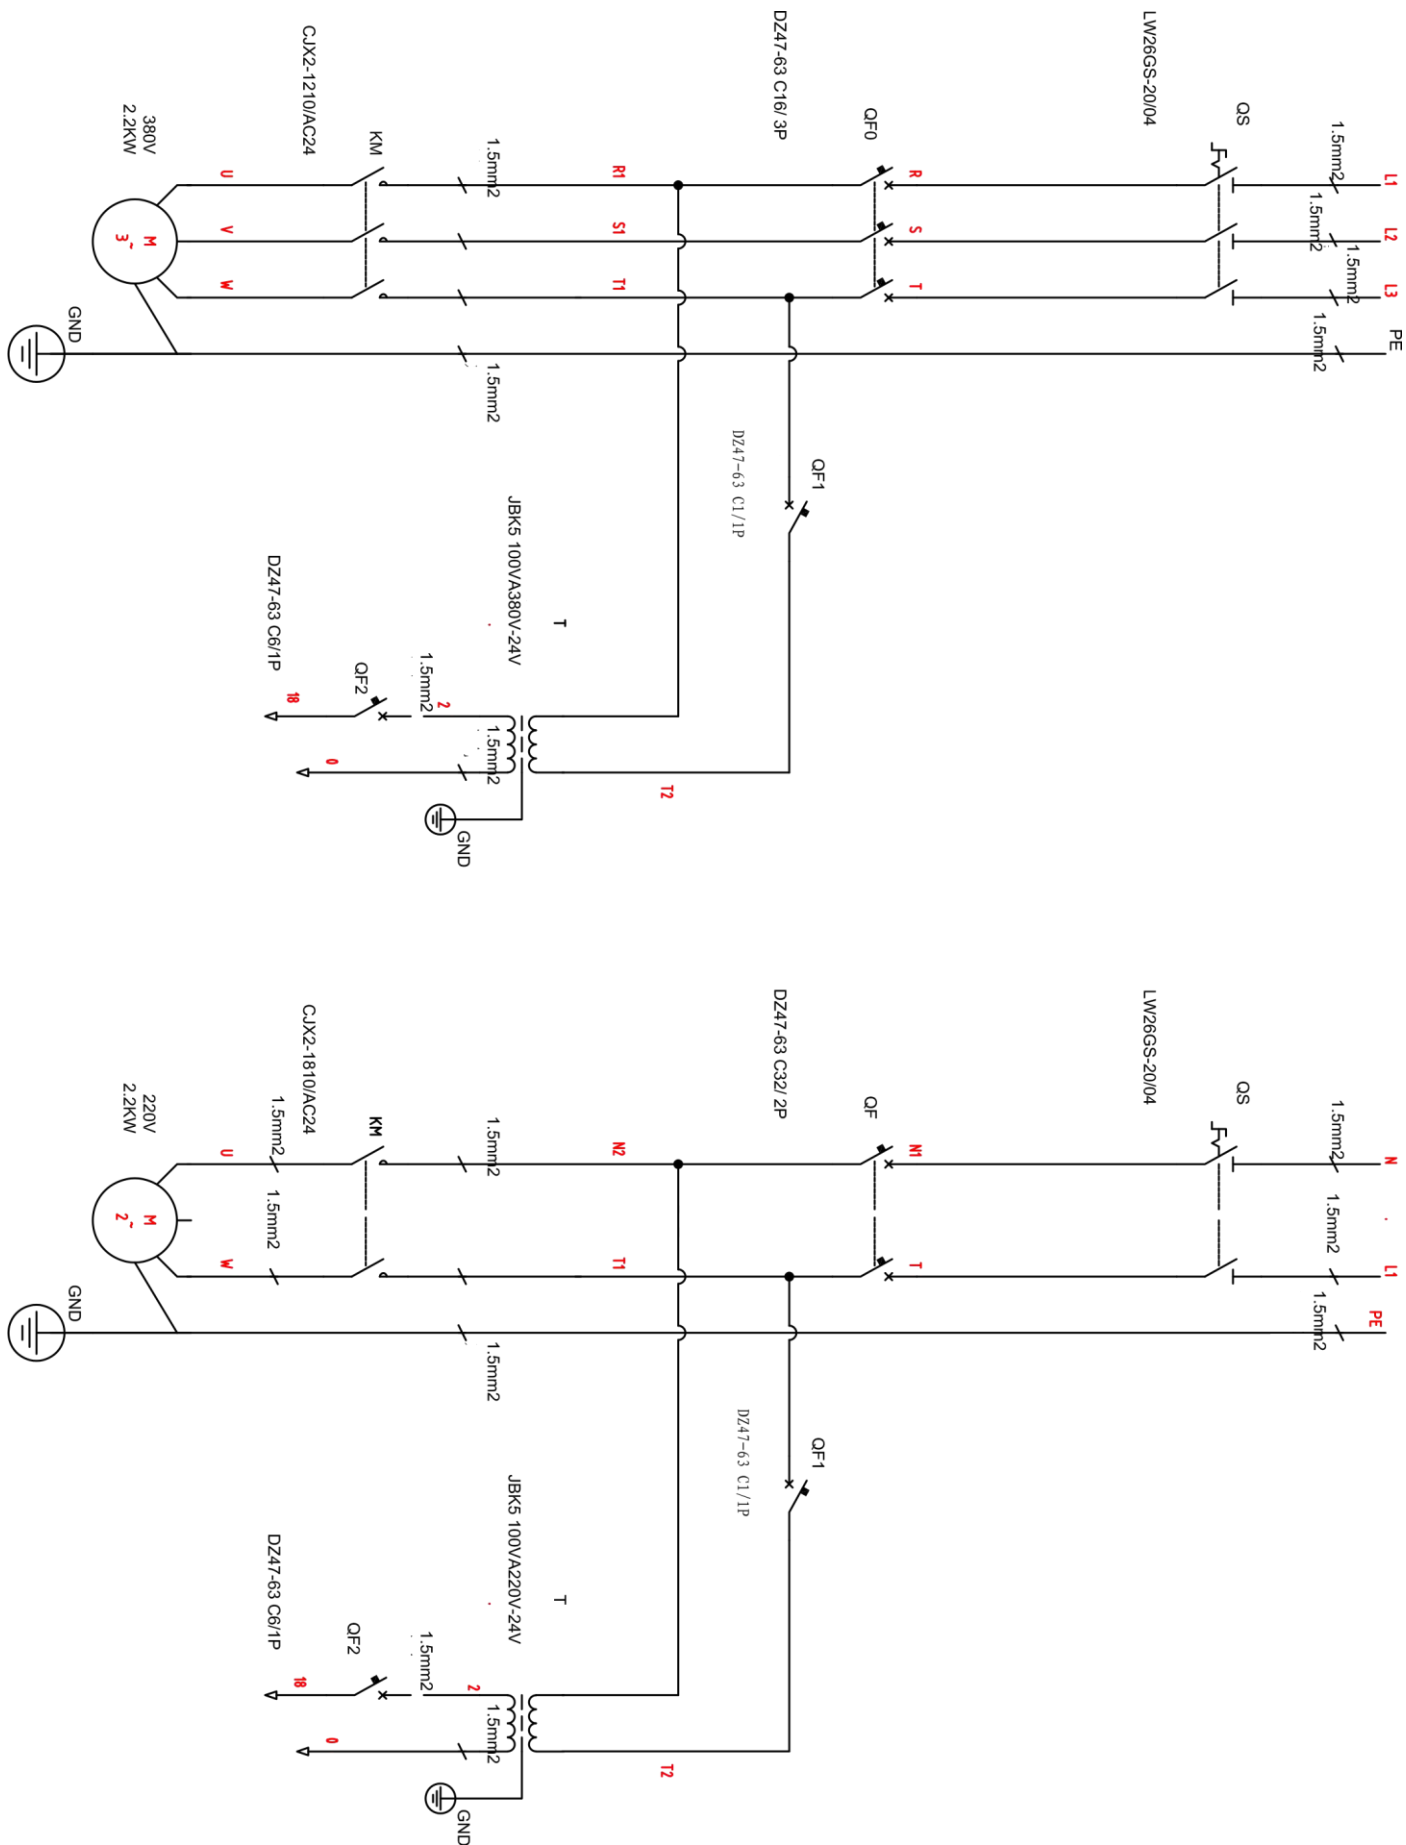 L1
L2
L3
PE
1.5mm2
1.5mm2
1.5mm2
1.5mm2
QS
LW26GS-20/04
R
S
T
QF0
DZ47-63 C16/ 3P
R1
S1
T1
QF1
DZ47-63 C1/1P
1.5mm2
1.5mm2
KM
CJX2-1210/AC24
U
V
W
M
3~
380V
2.2KW
GND
T2
T
JBK5 100VA380V-24V
2
1.5mm2
1.5mm2
GND
QF2
DZ47-63 C6/1P
18
0
N
L1
PE
1.5mm2
1.5mm2
1.5mm2
QS
LW26GS-20/04
N1
T
QF
DZ47-63 C32/ 2P
N2
T1
QF1
DZ47-63 C1/1P
1.5mm2
1.5mm2
KM
CJX2-1810/AC24
1.5mm2
1.5mm2
U
W
M
2~
220V
2.2KW
GND
T2
T
JBK5 100VA220V-24V
2
1.5mm2
1.5mm2
GND
QF2
DZ47-63 C6/1P
18
0